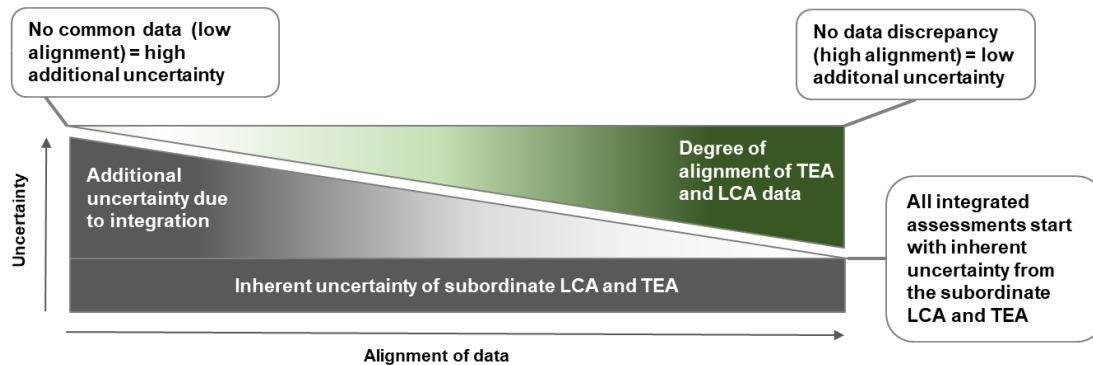 No common data (low
alignment) = high
additional uncertainty
No data discrepancy
(high alignment) = low
additonal uncertainty
Degree of
alignment of TEA
and LCA data
Additional
uncertainty due
to integration
Uncertainty
All integrated
assessments start
with inherent
uncertainty from
the subordinate
LCA and TEA
Inherent uncertainty of subordinate LCA and TEA
Alignment of data